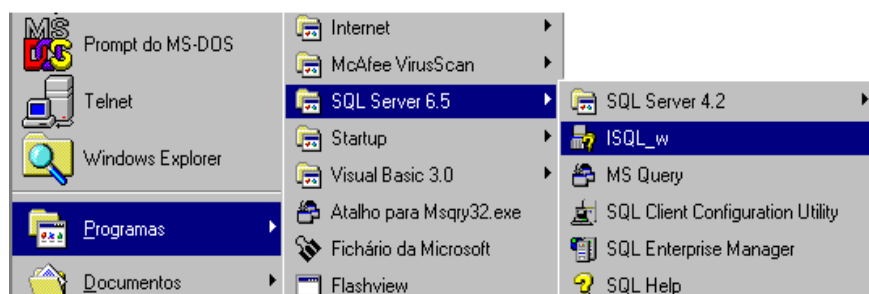 MS DOS
Prompt do MS-DOS
Telnet
Windows Explorer
Programas
Documentos
Internet
McAfee VirusScan
SQL Server 6.5
Startup
Visual Basic 3.0
Atalho para Msqry32.exe
Fichário da Microsoft
Flashview
SQL Server 4.2
ISQL_w
MS Query
SQL Client Configuration Utility
SQL Enterprise Manager
SQL Help